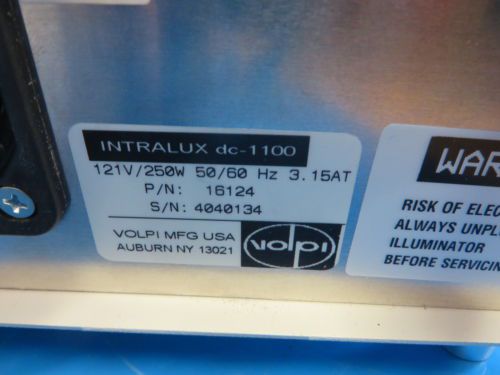 INTRALUX dc-1100
121V/250W 50/60 Hz 3.15AT
P/N: 16124
S/N: 4040134
VOLPI MFG USA
AUBURN NY 13021
volpi
WAR
RISK OF ELEC
ALWAYS UNPL
ILLUMINATOR
BEFORE SERVICIN